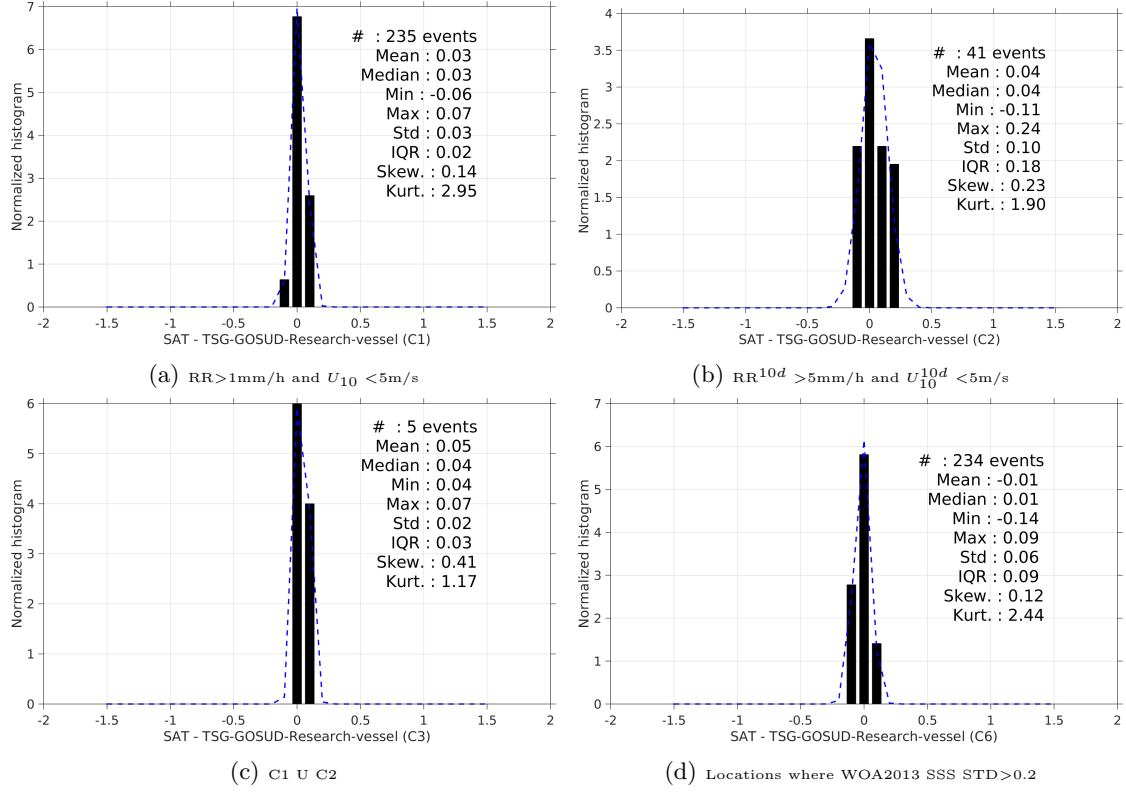 7
6
5
4
3
2
1
0
Normalized histogram
# : 235 events
Mean : 0.03
Median : 0.03
Min : -0.06
Max : 0.07
Std : 0.03
IQR : 0.02
Skew. : 0.14
Kurt. : 2.95
-2 -1.5 -1 -0.5 0 0.5 1 1.5 2
SAT - TSG-GOSUD-Research-vessel (C1)
(a) RR>1mm/h and U10 <5m/s
4
3.5
3
2.5
2
1.5
1
0.5
0
Normalized histogram
# : 41 events
Mean : 0.04
Median : 0.04
Min : -0.11
Max : 0.24
Std : 0.10
IQR : 0.18
Skew. : 0.23
Kurt. : 1.90
-2 -1.5 -1 -0.5 0 0.5 1 1.5 2
SAT - TSG-GOSUD-Research-vessel (C2)
(b) RR^10d >5mm/h and U_10^10d <5m/s
6
5
4
3
2
1
0
Normalized histogram
# : 5 events
Mean : 0.05
Median : 0.04
Min : 0.04
Max : 0.07
Std : 0.02
IQR : 0.03
Skew. : 0.41
Kurt. : 1.17
-2 -1.5 -1 -0.5 0 0.5 1 1.5 2
SAT - TSG-GOSUD-Research-vessel (C3)
(c) C1 U C2
7
6
5
4
3
2
1
0
Normalized histogram
# : 234 events
Mean : -0.01
Median : 0.01
Min : -0.14
Max : 0.09
Std : 0.06
IQR : 0.09
Skew. : 0.12
Kurt. : 2.44
-2 -1.5 -1 -0.5 0 0.5 1 1.5 2
SAT - TSG-GOSUD-Research-vessel (C6)
(d) Locations where WOA2013 SSS STD>0.2